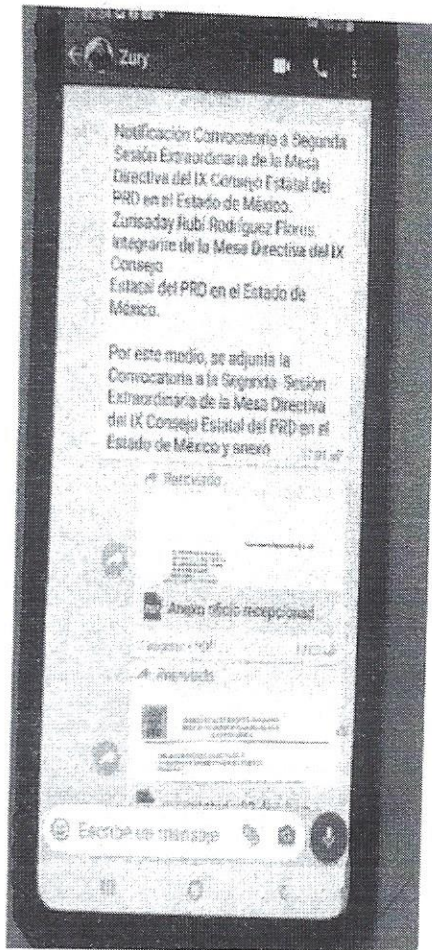 Zury
Notificación Convocatoria a Segunda
Sesión Extraordinaria de la Mesa
Directiva del IX Consejo Estatal del
PRD en el Estado de México.
Zurisaday Rubí Rodríguez Flores.
Integrante de la Mesa Directiva del IX
Consejo
Estatal del PRD en el Estado de
México.
Por este medio, se adjunta la
Convocatoria a la Segunda Sesión
Extraordinaria de la Mesa Directiva
del IX Consejo Estatal del PRD en el
Estado de México y anexo
Reenviado
Anexo oficio recepcionad
Reenviado
Escribe un mensaje